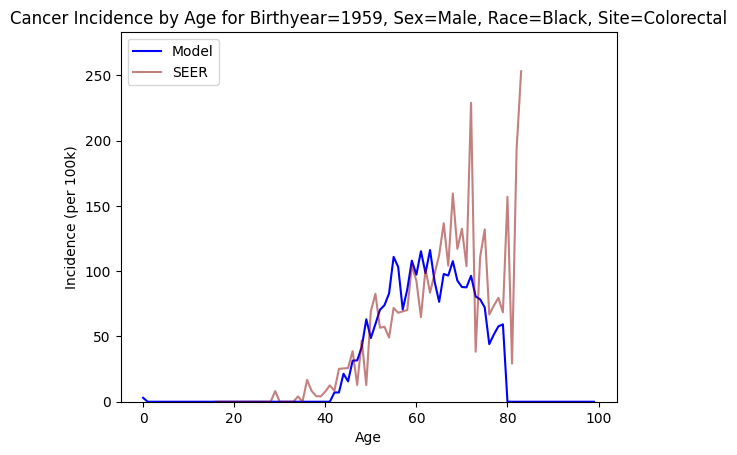 Cancer Incidence by Age for Birthyear=1959, Sex=Male, Race=Black, Site=Colorectal
Model
SEER
250
200
150
100
50
0
Incidence (per 100k)
0 20 40 60 80 100
Age